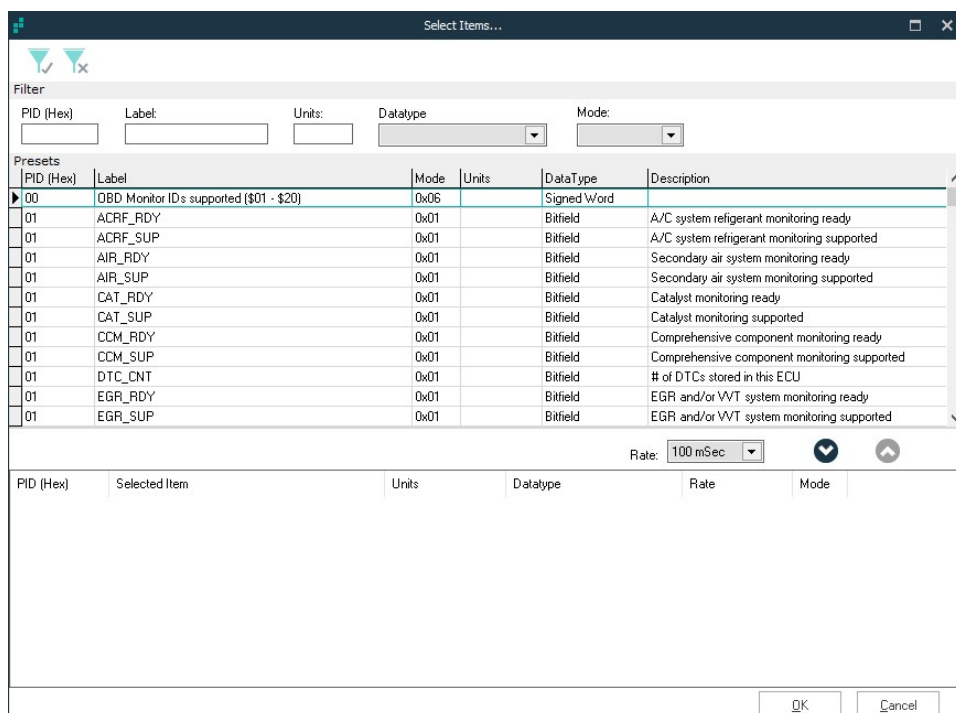 Select Items...
Filter
PID (Hex) Label: Units: Datatype Mode:
Presets
PID (Hex) Label Mode Units DataType Description
00 OBD Monitor IDs supported ($01 - $20) 0x06 Signed Word
01 ACRF_RDY 0x01 Bitfield A/C system refigerant monitoring ready
01 ACRF_SUP 0x01 Bitfield A/C system refrigerant monitoring supported
01 AIR_RDY 0x01 Bitfield Secondary air system monitoring ready
01 AIR_SUP 0x01 Bitfield Secondary air system monitoring supported
01 CAT_RDY 0x01 Bitfield Catalyst monitoring ready
01 CAT_SUP 0x01 Bitfield Catalyst monitoring supported
01 CCM_RDY 0x01 Bitfield Comprehensive component monitoring ready
01 CCM_SUP 0x01 Bitfield Comprehensive component monitoring supported
01 DTC_CNT 0x01 Bitfield # of DTCs stored in this ECU
01 EGR_RDY 0x01 Bitfield EGR and/or VVT system monitoring ready
01 EGR_SUP 0x01 Bitfield EGR and/or VVT system monitoring supported
Rate: 100 mSec
PID (Hex) Selected Item Units Datatype Rate Mode
OK Cancel